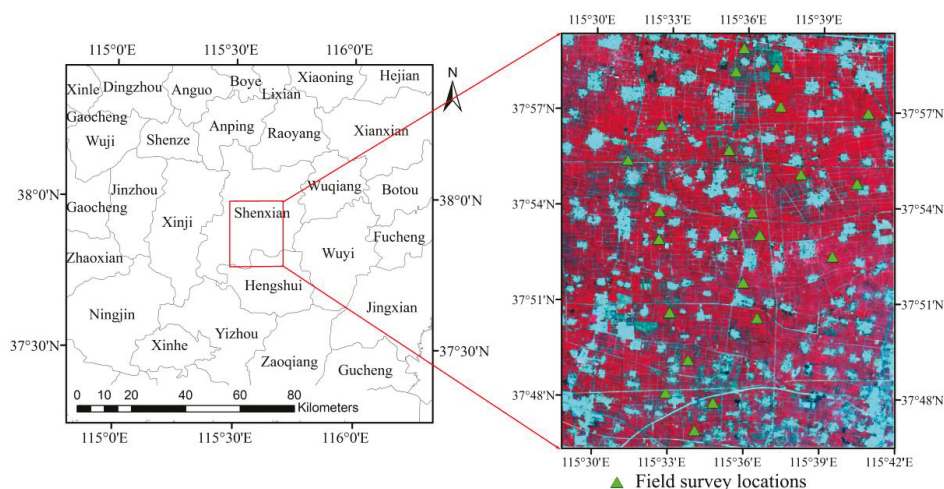 115°0'E 115°30'E 116°0'E
N
Xinle Dingzhou Anguo Boye Xiaoning Hejian
Lixian
Gaocheng Anping Raoyang Xianxian
Wuji Shenze
38°0'N Jinzhou Wuqiang Botou 38°0'N
Gaocheng Xinji Shenxian
Fucheng
Zhaoxian Wuyi
Hengshui
Ningjin Jingxian
Yizhou
37°30'N Xinhe 37°30'N
Zaoqiang Gucheng
0 10 20 40 60 80
Kilometers
115°0'E 115°30'E 116°0'E
115°30'E 115°33'E 115°36'E 115°39'E
37°57'N 37°57'N
37°54'N 37°54'N
37°51'N 37°51'N
37°48'N 37°48'N
115°30'E 115°33'E 115°36'E 115°39'E 115°42'E
Field survey locations